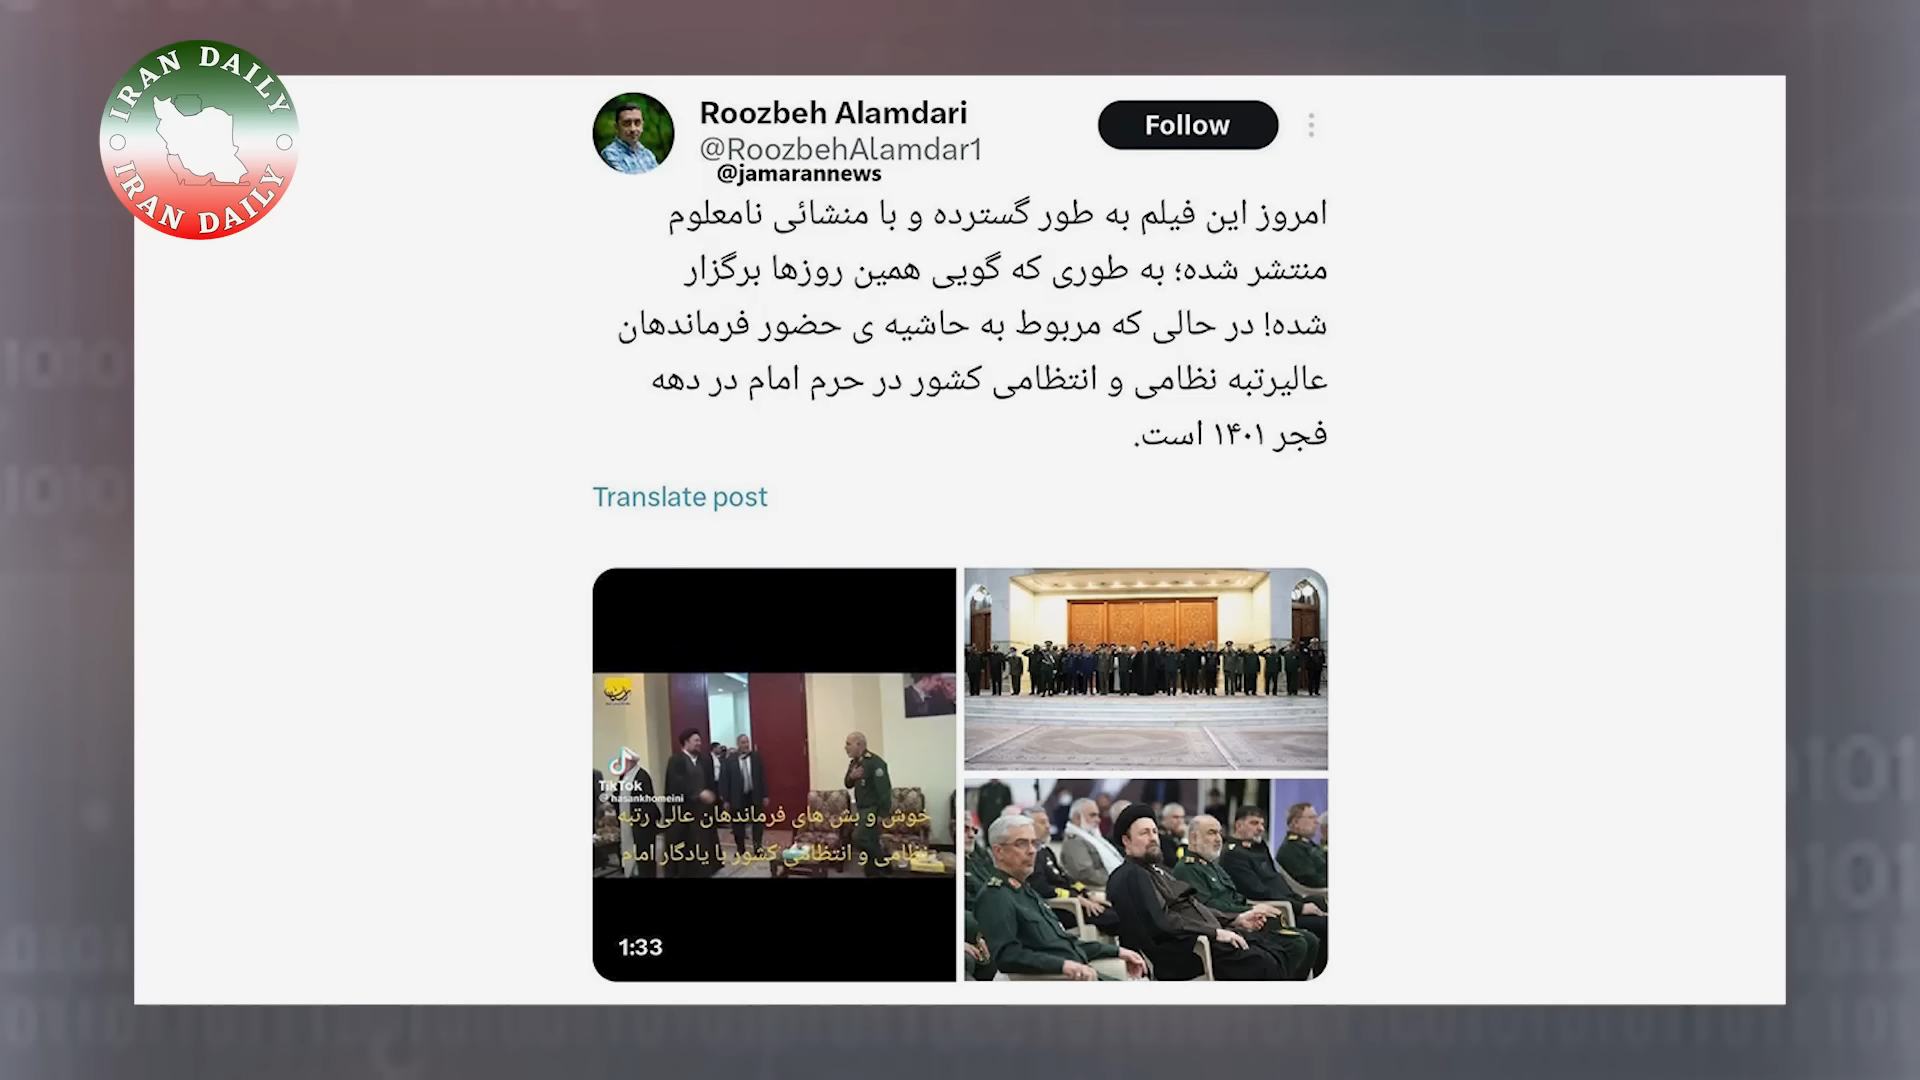 IRAN DAILY
IRAN DAILY
Roozbeh Alamdari
@RoozbehAlamdar1
@jamarannews
Follow
امروز این فیلم به طور گسترده و با منشائی نامعلوم
منتشر شده؛ به طوری که گویی همین روزها برگزار
شده! در حالی که مربوط به حاشیه ی حضور فرماندهان
عالیرتبه نظامی و انتظامی کشور در حرم امام در دهه
فجر ۱۴۰۱ است.
Translate post
TikTok
@hasankhomeini
خوش و بش های فرماندهان عالی رتبه
نظامی و انتظامی کشور با یادگار امام
1:33